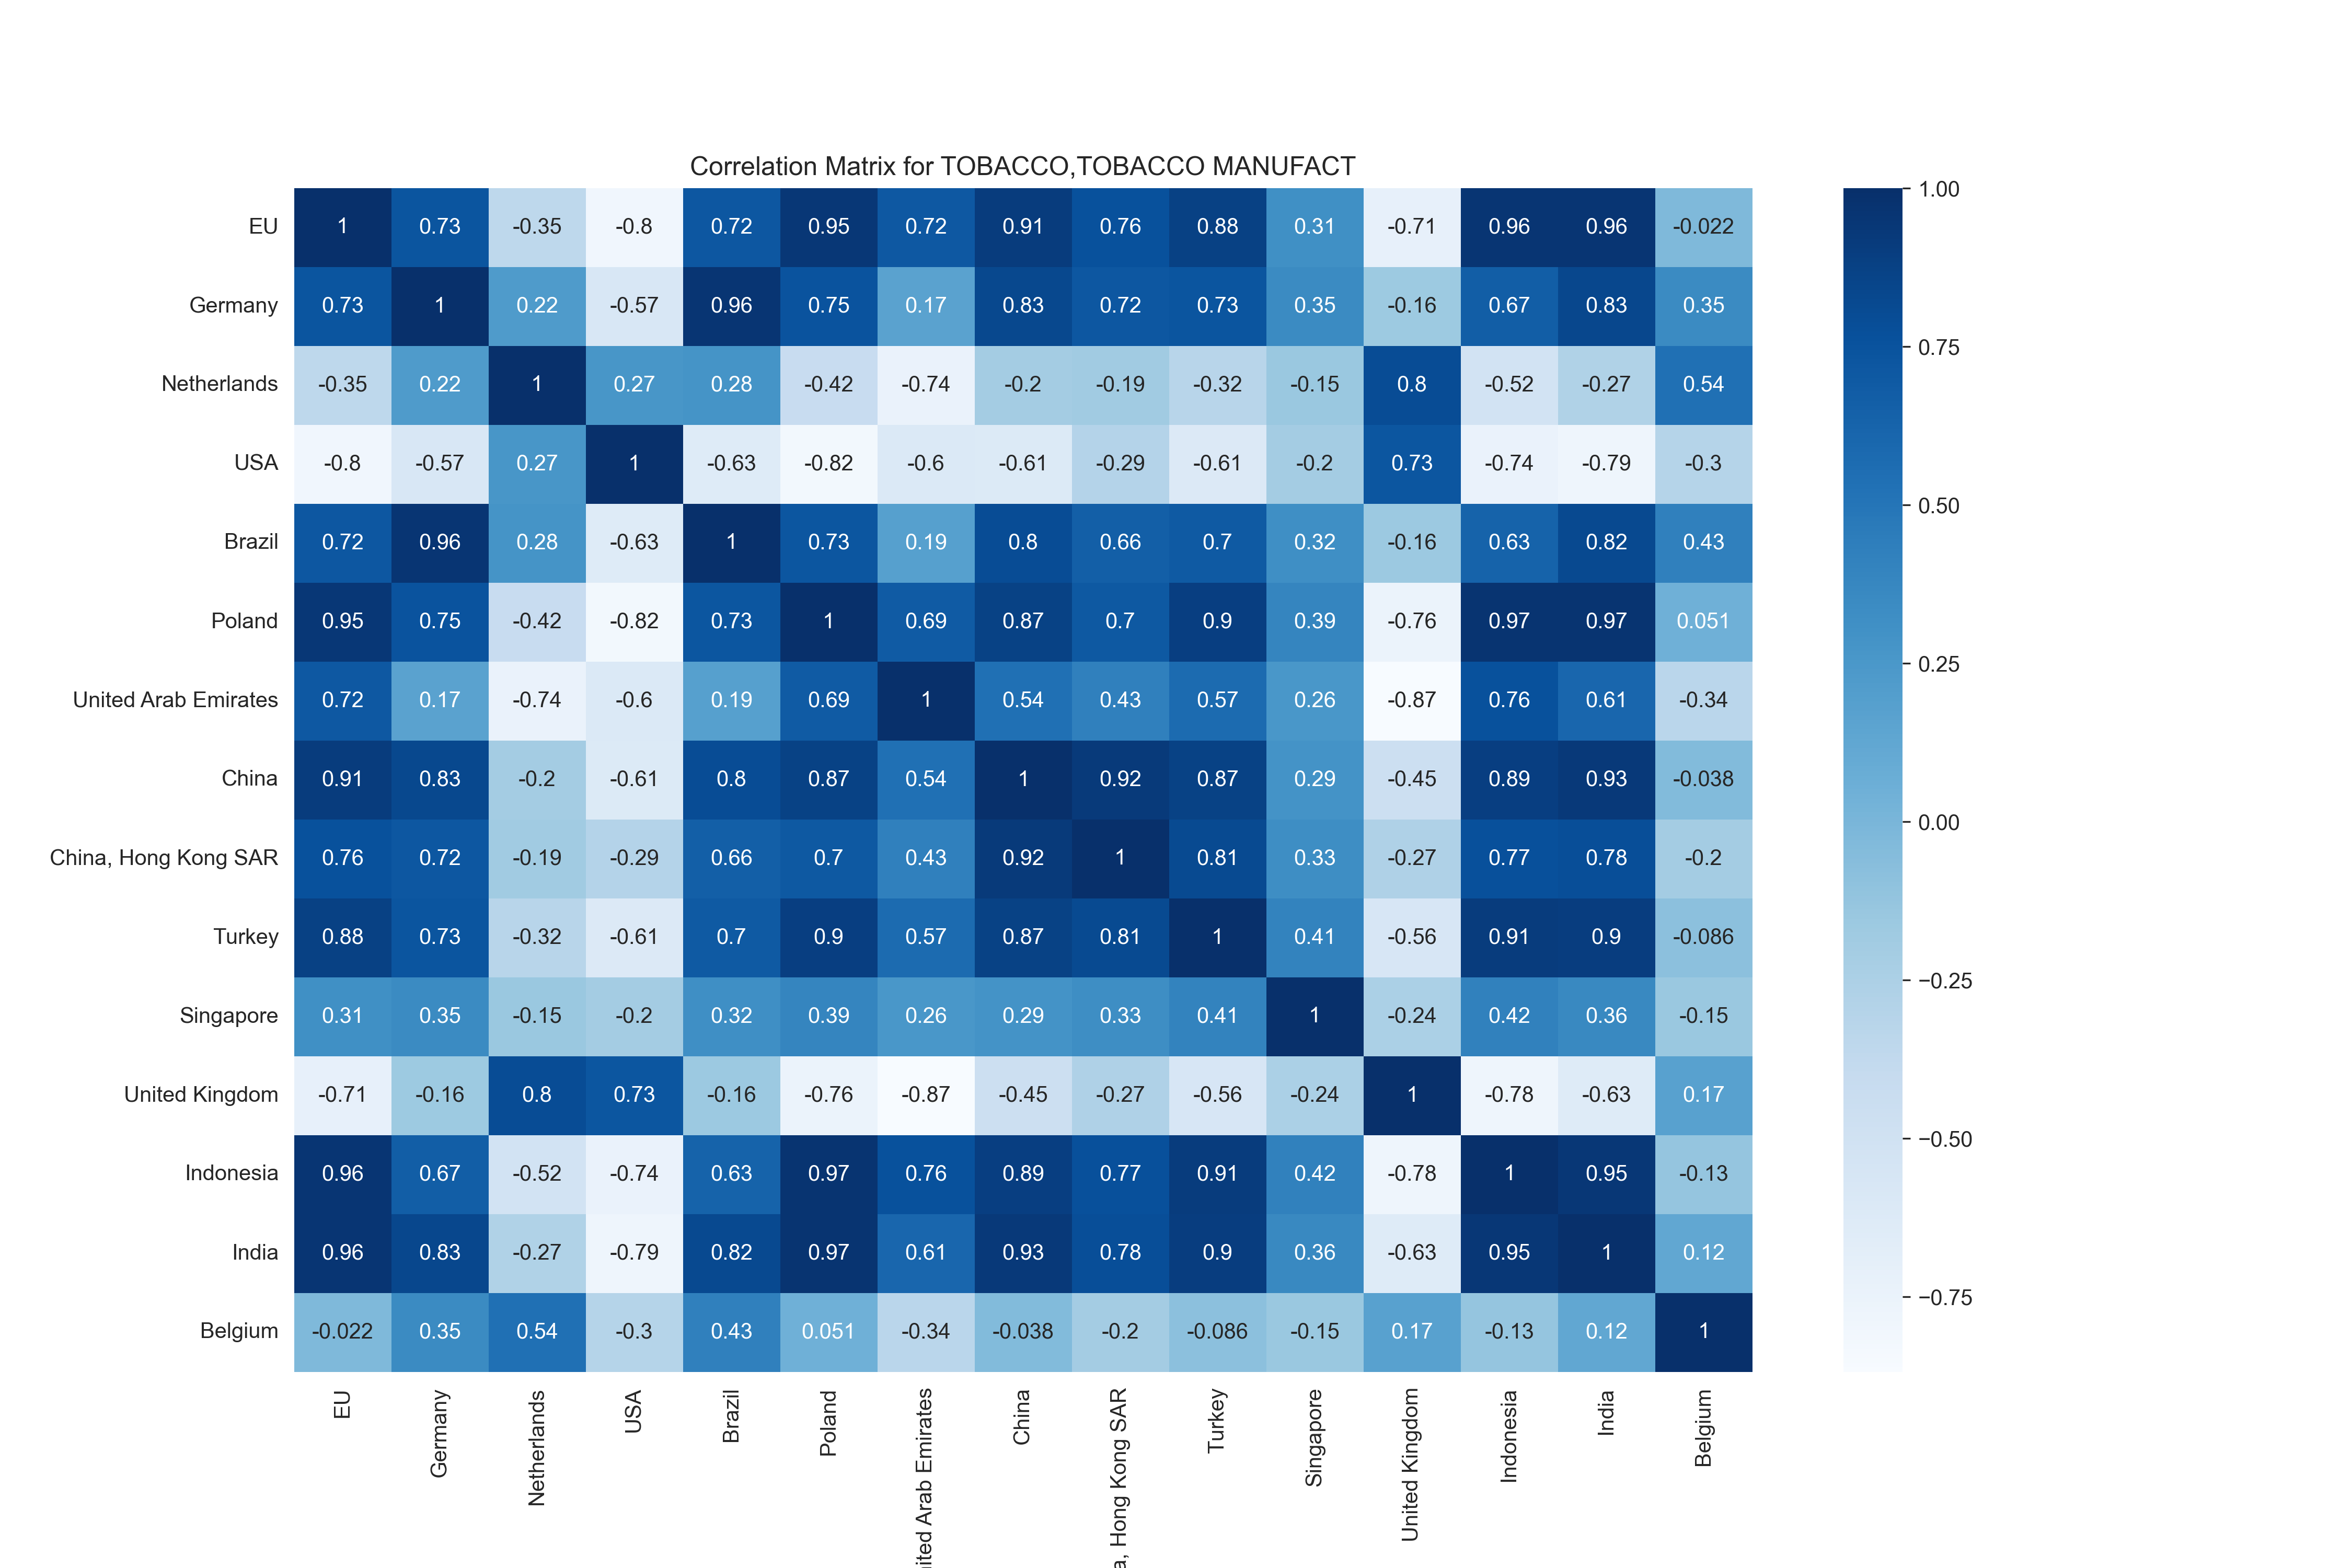 Correlation Matrix for TOBACCO,TOBACCO MANUFACT
EU 1 0.73 -0.35 -0.8 0.72 0.95 0.72 0.91 0.76 0.88 0.31 -0.71 0.96 0.96 -0.022
Germany 0.73 1 0.22 -0.57 0.96 0.75 0.17 0.83 0.72 0.73 0.35 -0.16 0.67 0.83 0.35
Netherlands -0.35 0.22 1 0.27 0.28 -0.42 -0.74 -0.2 -0.19 -0.32 -0.15 0.8 -0.52 -0.27 0.54
USA -0.8 -0.57 0.27 1 -0.63 -0.82 -0.6 -0.61 -0.29 -0.61 -0.2 0.73 -0.74 -0.79 -0.3
Brazil 0.72 0.96 0.28 -0.63 1 0.73 0.19 0.8 0.66 0.7 0.32 -0.16 0.63 0.82 0.43
Poland 0.95 0.75 -0.42 -0.82 0.73 1 0.69 0.87 0.7 0.9 0.39 -0.76 0.97 0.97 0.051
United Arab Emirates 0.72 0.17 -0.74 -0.6 0.19 0.69 1 0.54 0.43 0.57 0.26 -0.87 0.76 0.61 -0.34
China 0.91 0.83 -0.2 -0.61 0.8 0.87 0.54 1 0.92 0.87 0.29 -0.45 0.89 0.93 -0.038
China, Hong Kong SAR 0.76 0.72 -0.19 -0.29 0.66 0.7 0.43 0.92 1 0.81 0.33 -0.27 0.77 0.78 -0.2
Turkey 0.88 0.73 -0.32 -0.61 0.7 0.9 0.57 0.87 0.81 1 0.41 -0.56 0.91 0.9 -0.086
Singapore 0.31 0.35 -0.15 -0.2 0.32 0.39 0.26 0.29 0.33 0.41 1 -0.24 0.42 0.36 -0.15
United Kingdom -0.71 -0.16 0.8 0.73 -0.16 -0.76 -0.87 -0.45 -0.27 -0.56 -0.24 1 -0.78 -0.63 0.17
Indonesia 0.96 0.67 -0.52 -0.74 0.63 0.97 0.76 0.89 0.77 0.91 0.42 -0.78 1 0.95 -0.13
India 0.96 0.83 -0.27 -0.79 0.82 0.97 0.61 0.93 0.78 0.9 0.36 -0.63 0.95 1 0.12
Belgium -0.022 0.35 0.54 -0.3 0.43 0.051 -0.34 -0.038 -0.2 -0.086 -0.15 0.17 -0.13 0.12 1
EU
Germany
Netherlands
USA
Brazil
Poland
Arab Emirates
China
Hong Kong SAR
Turkey
Singapore
United Kingdom
Indonesia
India
Belgium
1.00
0.75
0.50
0.25
0.00
−0.25
−0.50
−0.75